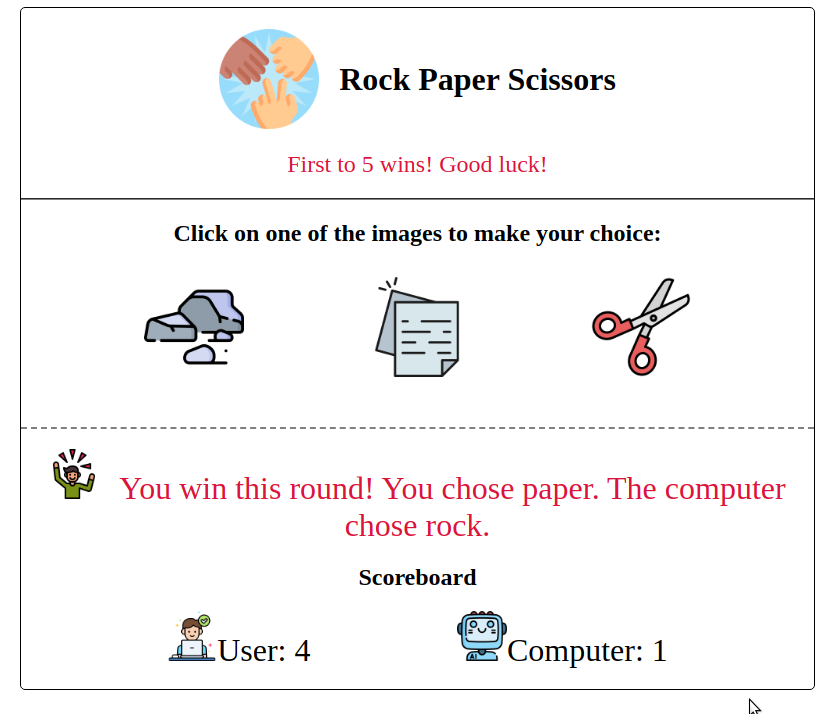 Rock Paper Scissors
First to 5 wins! Good luck!
Click on one of the images to make your choice:
You win this round! You chose paper. The computer
chose rock.
Scoreboard
User: 4
AI
Computer: 1